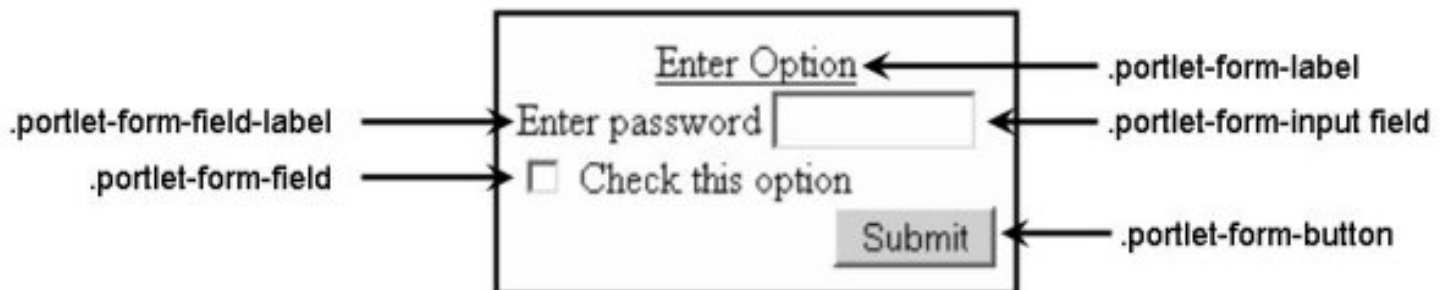 Enter Option
.portlet-form-label
.portlet-form-field-label
Enter password
.portlet-form-input field
.portlet-form-field
Check this option
Submit
.portlet-form-button